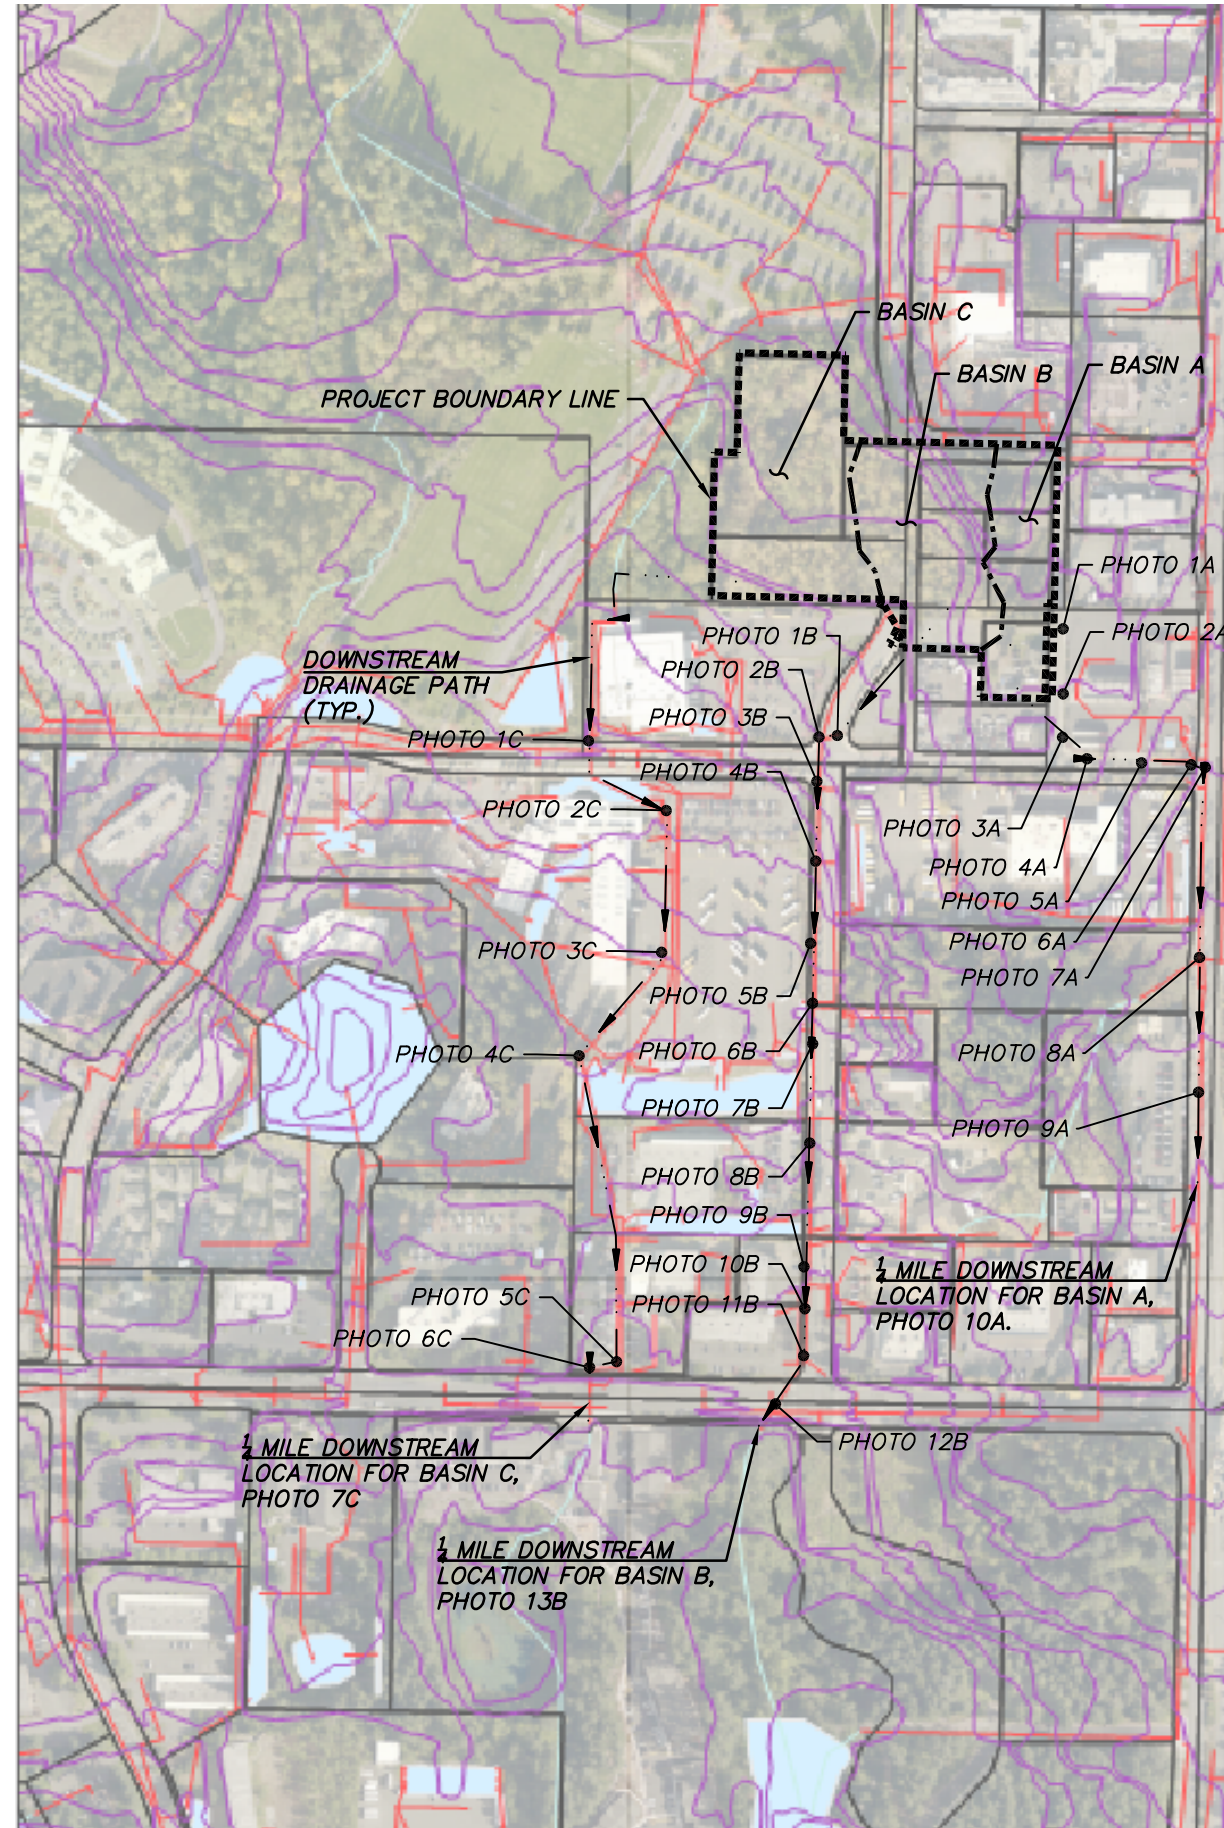 BASIN C
BASIN B
BASIN A
PROJECT BOUNDARY LINE
PHOTO 1A
PHOTO 2A
PHOTO 1B
PHOTO 2B
DOWNSTREAM
DRAINAGE PATH
(TYP.)
PHOTO 3B
PHOTO 1C
PHOTO 4B
PHOTO 2C
PHOTO 3A
PHOTO 4A
PHOTO 5A
PHOTO 6A
PHOTO 7A
PHOTO 3C
PHOTO 5B
PHOTO 4C
PHOTO 6B
PHOTO 8A
PHOTO 7B
PHOTO 9A
PHOTO 8B
PHOTO 9B
PHOTO 10B
PHOTO 11B
¼ MILE DOWNSTREAM
LOCATION FOR BASIN A,
PHOTO 10A.
PHOTO 5C
PHOTO 6C
PHOTO 12B
¼ MILE DOWNSTREAM
LOCATION FOR BASIN C,
PHOTO 7C
¼ MILE DOWNSTREAM
LOCATION FOR BASIN B,
PHOTO 13B